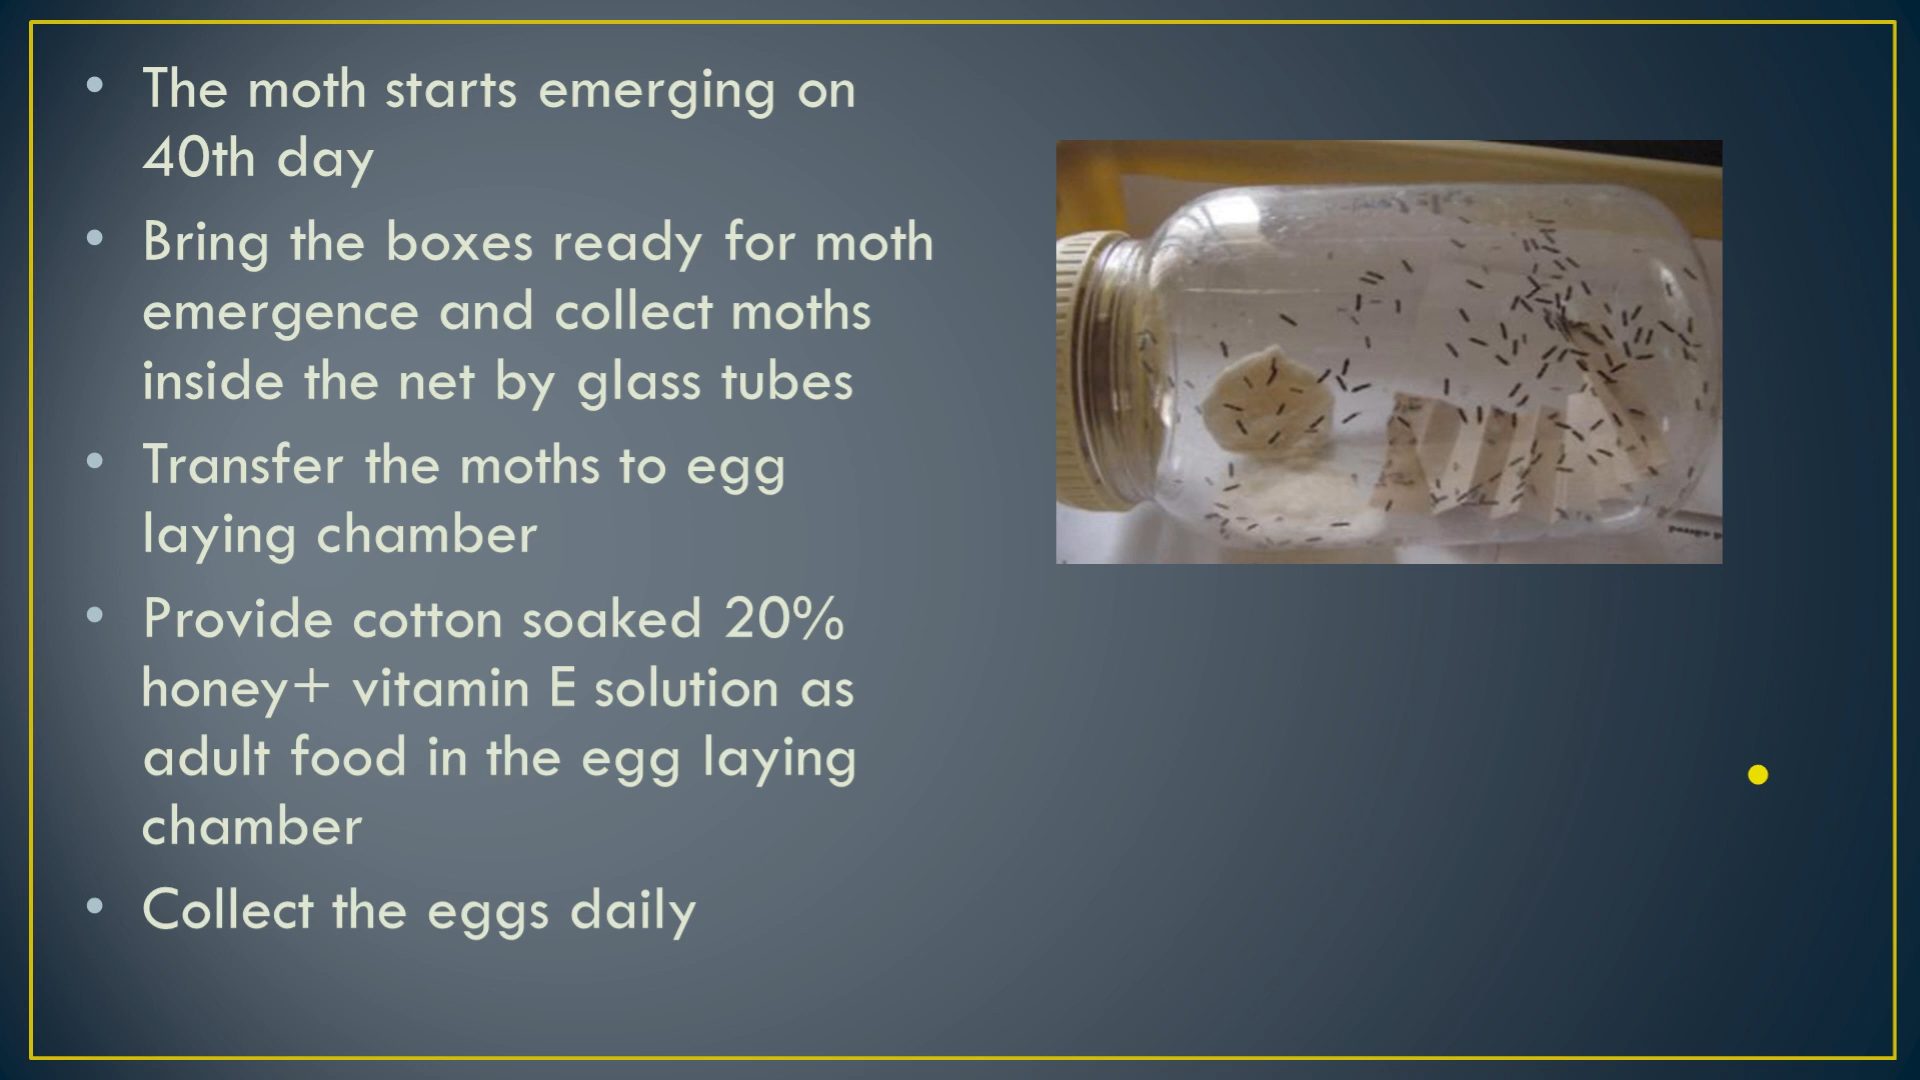 • The moth starts emerging on
40th day
• Bring the boxes ready for moth
emergence and collect moths
inside the net by glass tubes
• Transfer the moths to egg
laying chamber
• Provide cotton soaked 20%
honey+ vitamin E solution as
adult food in the egg laying
chamber
• Collect the eggs daily